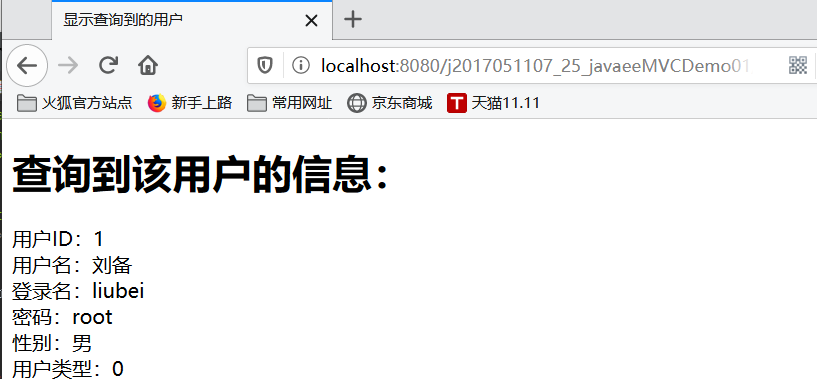 显示查询到的用户
localhost:8080/j2017051107_25_javaeeMVCDemo01
火狐官方站点 新手上路 常用网址 京东商城 T 天猫11.11
查询到该用户的信息：
用户ID：1
用户名：刘备
登录名：liubei
密码：root
性别：男
用户类型：0